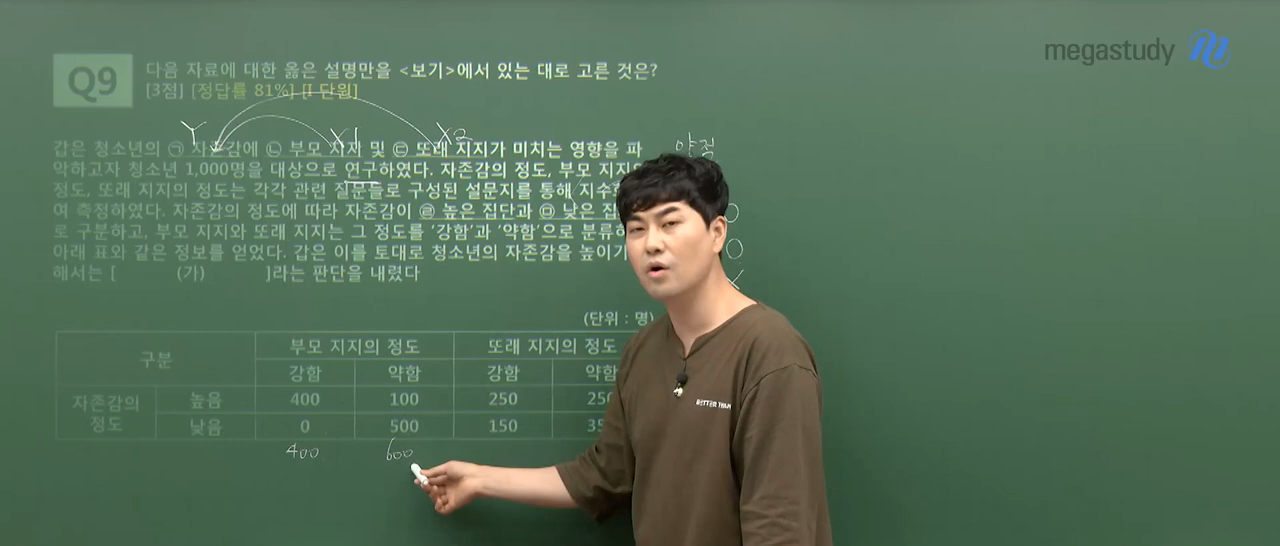 megastudy
Q9 다음 자료에 대한 옳은 설명만을 <보기>에서 있는 대로 고른 것은?
[3점] [정답률 81%] [I 단원]
Y X1 X2 약점
갑은 청소년의 ㉠ 자존감에 ㉡ 부모 지지 및 ㉢ 또래 지지가 미치는 영향을 파
악하고자 청소년 1,000명을 대상으로 연구하였다. 자존감의 정도, 부모 지지의
정도, 또래 지지의 정도는 각각 관련 질문들로 구성된 설문지를 통해
여 측정하였다. 자존감의 정도에 따라 자존감이 ㉣ 높은 집단과 ㉤ 낮은
로 구분하고, 부모 지지와 또래 지지는 그 정도를 '강함'과 '약함'으로
아래 표와 같은 정보를 얻었다. 갑은 이를 토대로 청소년의 자존감을 높이기
해서는 [ (가) ]라는 판단을 내렸다
(단위 : 명)
구분 부모 지지의 정도 또래 지지의 정도
강함 약함 강함 약함
자존감의 정도 높음 400 100 250 250
낮음 0 500 150
400 600